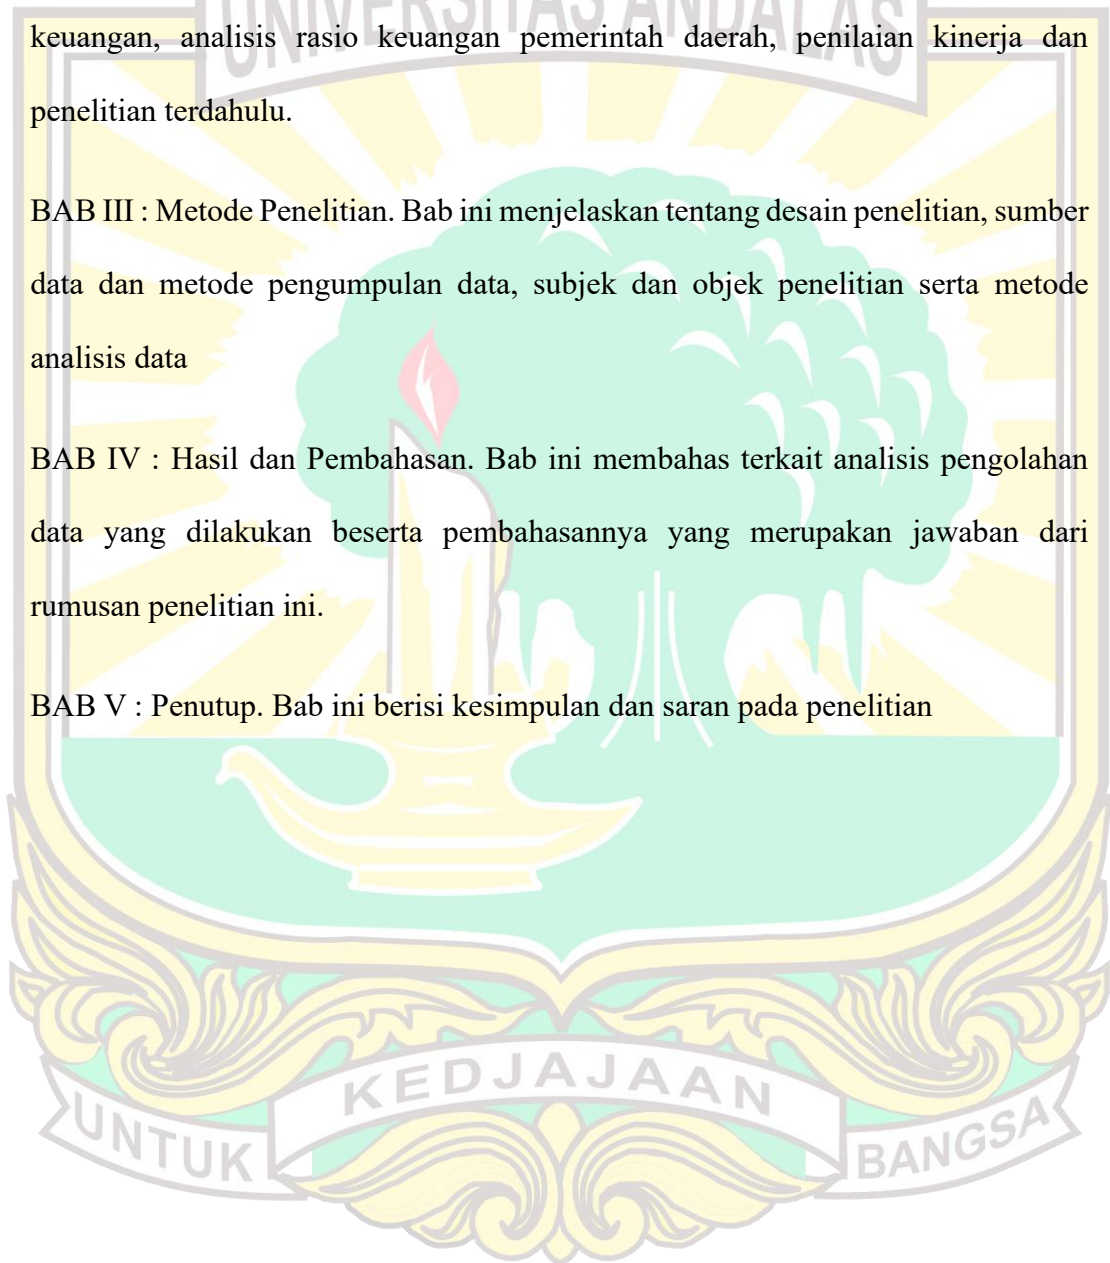 UNIVERSITAS ANDALAS
keuangan, analisis rasio keuangan pemerintah daerah, penilaian kinerja dan
penelitian terdahulu.
BAB III : Metode Penelitian. Bab ini menjelaskan tentang desain penelitian, sumber
data dan metode pengumpulan data, subjek dan objek penelitian serta metode
analisis data
BAB IV : Hasil dan Pembahasan. Bab ini membahas terkait analisis pengolahan
data yang dilakukan beserta pembahasannya yang merupakan jawaban dari
rumusan penelitian ini.
BAB V : Penutup. Bab ini berisi kesimpulan dan saran pada penelitian
UNTUK KEDJAJAAN BANGSA